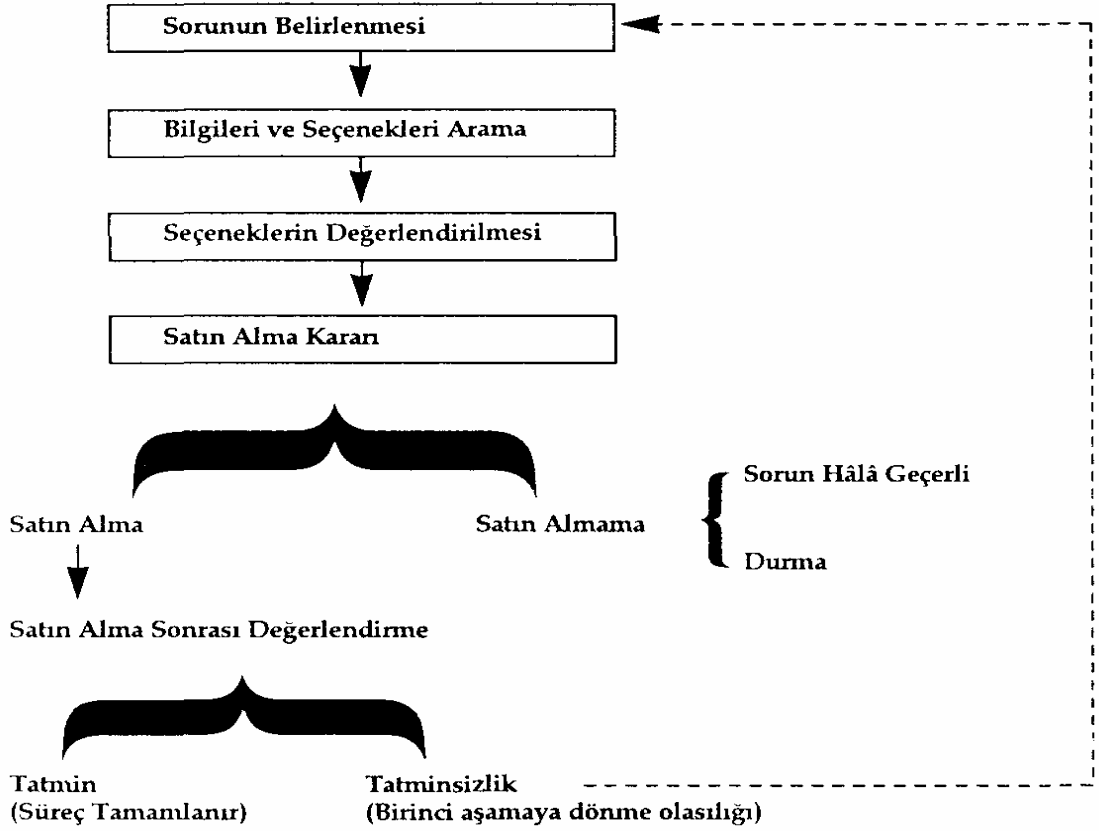 Sorunun Belirlenmesi
Bilgileri ve Seçenekleri Arama
Seçeneklerin Değerlendirilmesi
Satın Alma Kararı
Sorun Hâlâ Geçerli
Satın Alma
Satın Almama
Durma
Satın Alma Sonrası Değerlendirme
Tatmin
(Süreç Tamamlanır)
Tatminsizlik
(Birinci aşamaya dönme olasılığı)